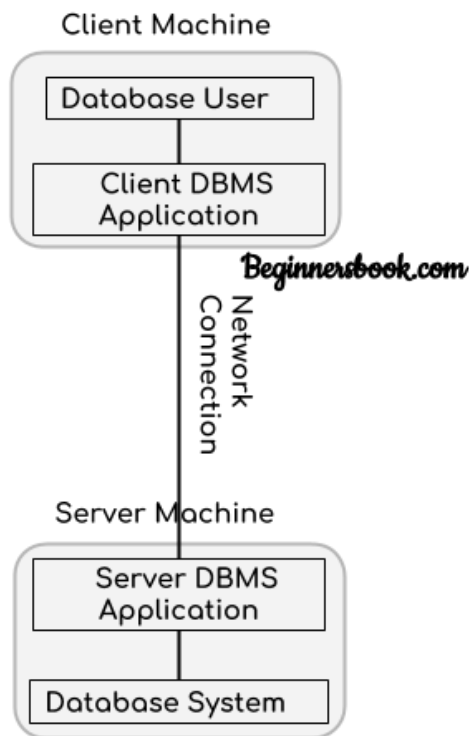 Client Machine
Database User
Client DBMS
Application
Beginnersbook.com
Network
Connection
Server Machine
Server DBMS
Application
Database System